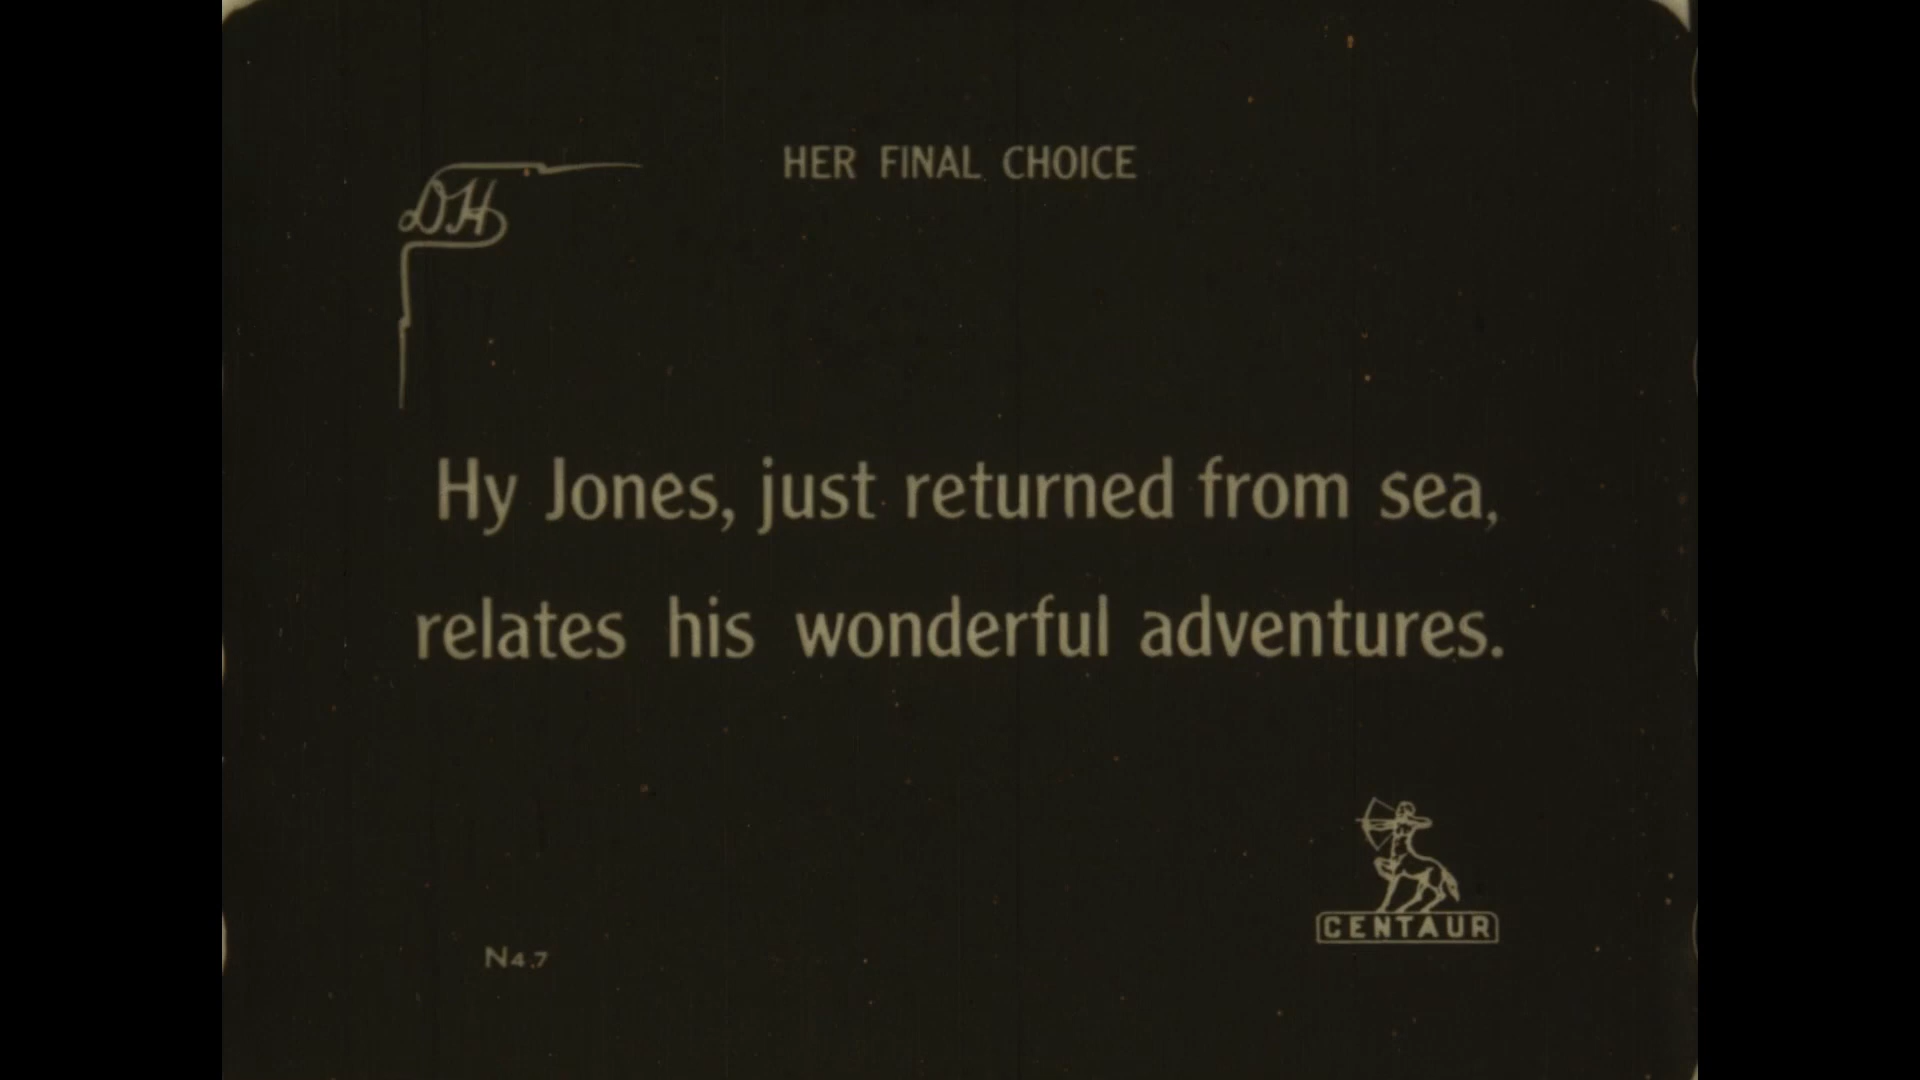 HER FINAL CHOICE
DH
Hy Jones, just returned from sea,
relates his wonderful adventures.
CENTAUR
N4.7